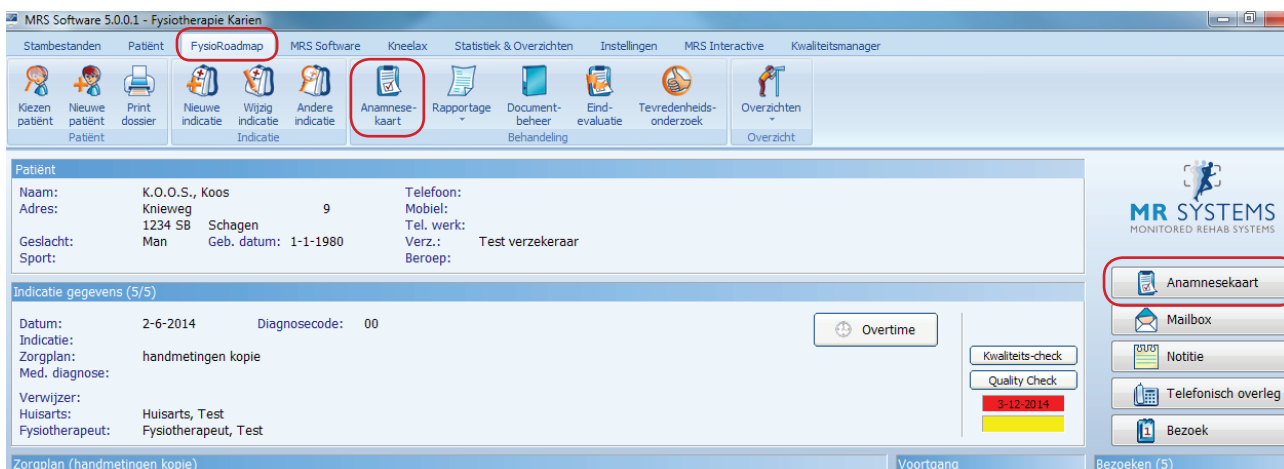 MRS Software 5.0.0.1 - Fysiotherapie Karien
Stambestanden Patiënt FysioRoadmap MRS Software Kneelax Statistiek & Overzichten Instellingen MRS Interactive Kwaliteitsmanager
Kiezen patiënt
Nieuwe patiënt
Print dossier
Nieuwe indicatie
Wijzig indicatie
Andere indicatie
Anamnese-kaart
Rapportage
Document-beheer
Eind-evaluatie
Tevredenheids-onderzoek
Overzichten
Patiënt Indicatie Behandeling Overzicht
Patiënt
Naam: K.O.O.S., Koos Telefoon:
Adres: Knieweg 9 Mobiel:
1234 SB Schagen Tel. werk:
Geslacht: Man Geb. datum: 1-1-1980 Verz.: Test verzekeraar
Sport: Beroep:
MR SYSTEMS
MONITORED REHAB SYSTEMS
Indicatie gegevens (5/5)
Datum: 2-6-2014 Diagnosecode: 00
Indicatie:
Zorgplan: handmetingen kopie
Med. diagnose:
Verwijzer:
Huisarts: Huisarts, Test
Fysiotherapeut: Fysiotherapeut, Test
Overtime
Kwaliteits-check
Quality Check
3-12-2014
Anamnesekaart
Mailbox
Notitie
Telefonisch overleg
Bezoek
Zorgplan (handmetingen kopie) Voortgang Bezoeken (5)